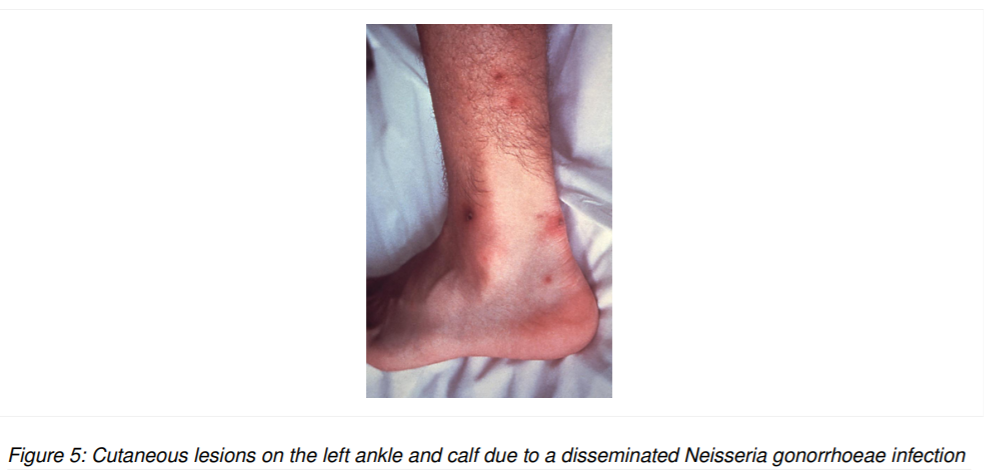 Figure 5: Cutaneous lesions on the left ankle and calf due to a disseminated Neisseria gonorrhoeae infection